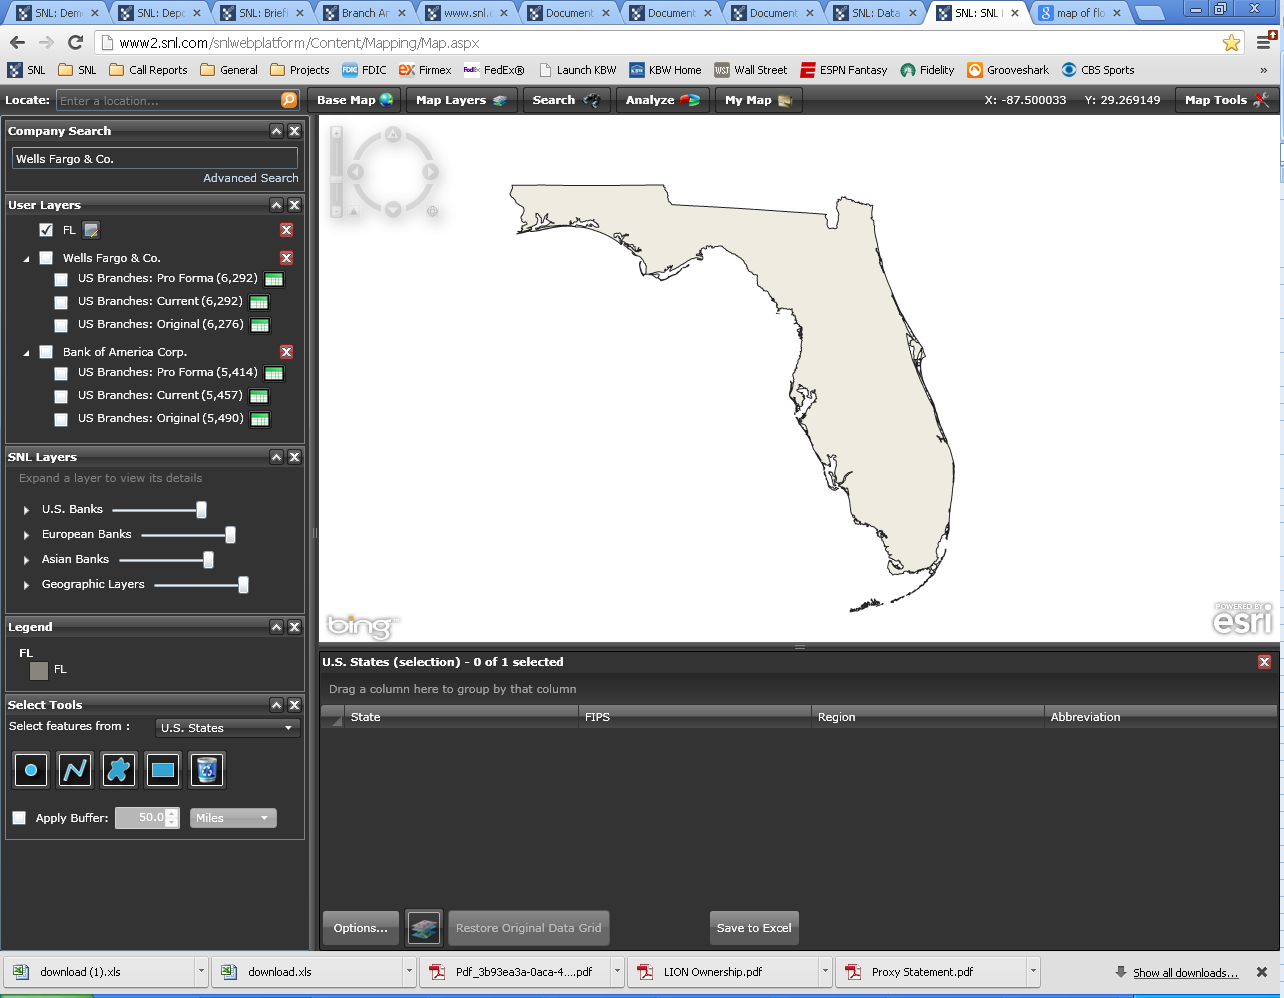 SNL: Dem
SNL: Depo
SNL: Briefi
Branch An
www.snl.c
Document
Document
Document
SNL: Data
SNL: SNL
map of flo
www2.snl.com/snlwebplatform/Content/Mapping/Map.aspx
SNL
SNL
Call Reports
General
Projects
FDIC
Firmex
FedEx®
Launch KBW
KBW Home
Wall Street
ESPN Fantasy
Fidelity
Grooveshark
CBS Sports
»
Locate:
Enter a location...
Base Map
Map Layers
Search
Analyze
My Map
X: -87.500033
Y: 29.269149
Map Tools
Company Search
Wells Fargo & Co.
Advanced Search
User Layers
FL
Wells Fargo & Co.
US Branches: Pro Forma (6,292)
US Branches: Current (6,292)
US Branches: Original (6,276)
Bank of America Corp.
US Branches: Pro Forma (5,414)
US Branches: Current (5,457)
US Branches: Original (5,490)
SNL Layers
Expand a layer to view its details
U.S. Banks
European Banks
Asian Banks
Geographic Layers
Legend
FL
FL
Select Tools
Select features from :
U.S. States
Apply Buffer:
50.0
Miles
bing
POWERED BY
esri
U.S. States (selection) - 0 of 1 selected
Drag a column here to group by that column
State
FIPS
Region
Abbreviation
Options...
Restore Original Data Grid
Save to Excel
download (1).xls
download.xls
Pdf_3b93ea3a-0aca-4....pdf
LION Ownership.pdf
Proxy Statement.pdf
Show all downloads...